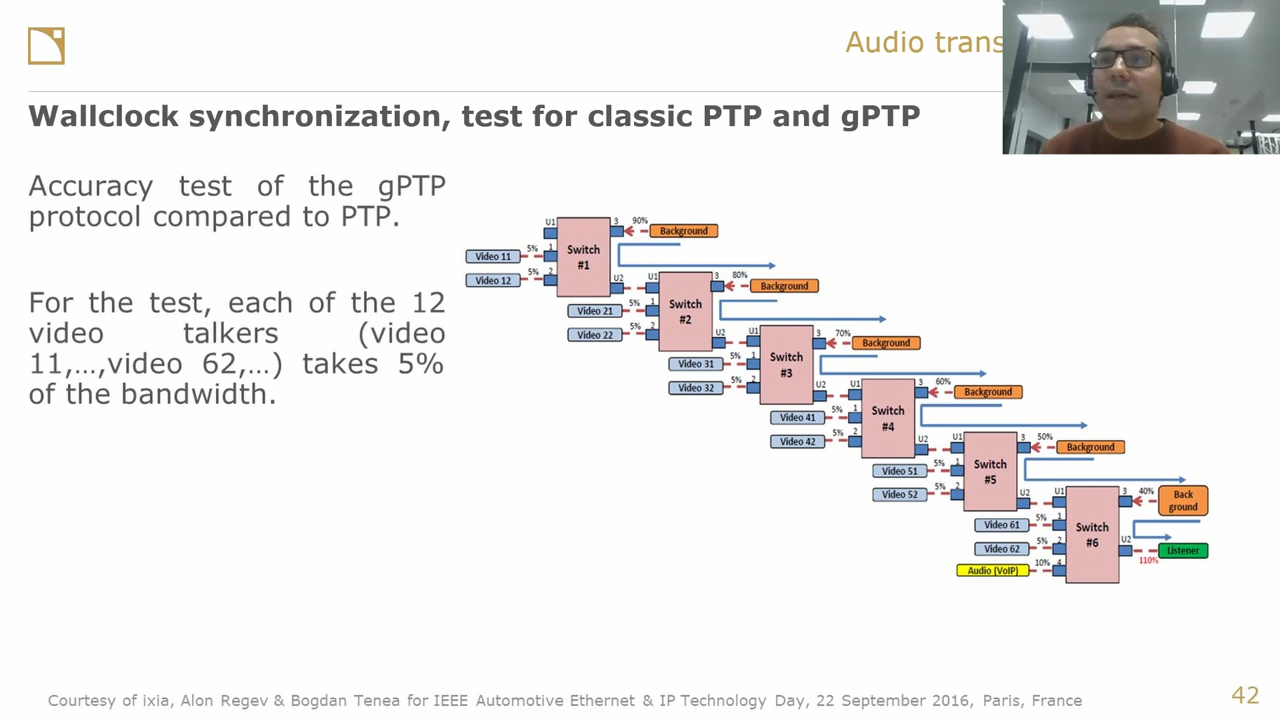 Audio trans
Wallclock synchronization, test for classic PTP and gPTP
Accuracy test of the gPTP
protocol compared to PTP.
For the test, each of the 12
video talkers (video
11,…,video 62,…) takes 5%
of the bandwidth.
U1 3 90% Background
Video 11 5% 1 Switch
#1
Video 12 5% 2 U2
U1 3 80% Background
Video 21 5% 1 Switch
#2
Video 22 5% 2 U2
U1 3 70% Background
Video 31 5% 1 Switch
#3
Video 32 5% 2 U2
U1 3 60% Background
Video 41 5% 1 Switch
#4
Video 42 5% 2 U2
U1 3 50% Background
Video 51 5% 1 Switch
#5
Video 52 5% 2 U2
U1 3 40% Back
ground
Video 61 5% 1 Switch
#6
Video 62 5% 2 U2 Listener
110%
Audio (VoIP) 10% 4
Courtesy of ixia, Alon Regev & Bogdan Tenea for IEEE Automotive Ethernet & IP Technology Day, 22 September 2016, Paris, France
42